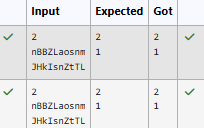 Input Expected Got
2 2 2
nBBZLaosnm 1 1
JHkIsnZtTL
2 2 2
nBBZLaosnm 1 1
JHkIsnZtTL